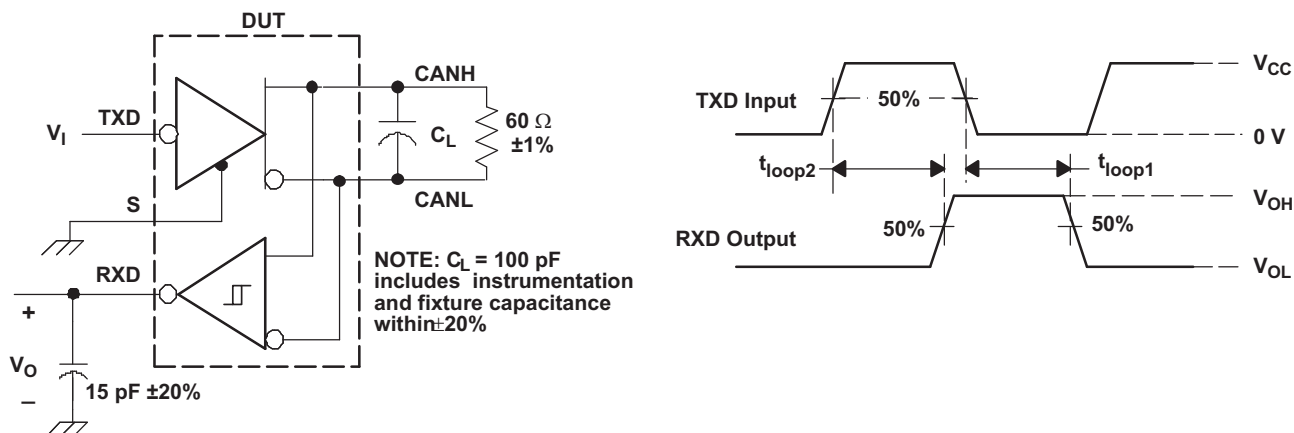 DUT
CANH
TXD
V_I
C_L
60 Ω
±1%
S
CANL
RXD
NOTE: C_L = 100 pF
includes instrumentation
and fixture capacitance
within±20%
+
V_O
15 pF ±20%
–
V_CC
TXD Input
50%
0 V
t_loop2
t_loop1
V_OH
50%
50%
RXD Output
V_OL